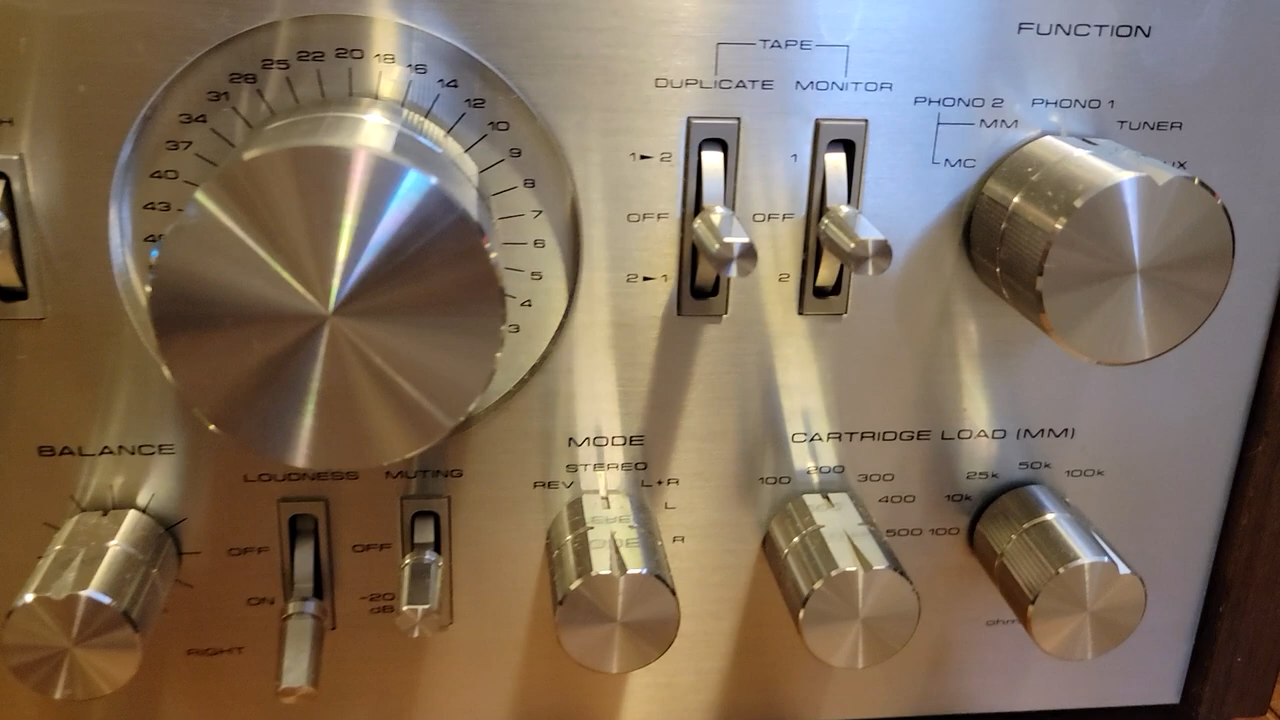 FUNCTION
TAPE
DUPLICATE MONITOR
PHONO 2 PHONO 1
MM
TUNER
MC
1►2
OFF
2►1
1
OFF
2
20
22 18
25 16
28 14
31 12
34 10
37 9
40 8
43 7
6
5
4
3
BALANCE
LOUDNESS MUTING
OFF
ON
OFF
-20
dB
RIGHT
MODE
STEREO
REV L+R
L
R
CARTRIDGE LOAD (MM)
100 200 300
400
500
100 10k 25k 50k 100k
ohm